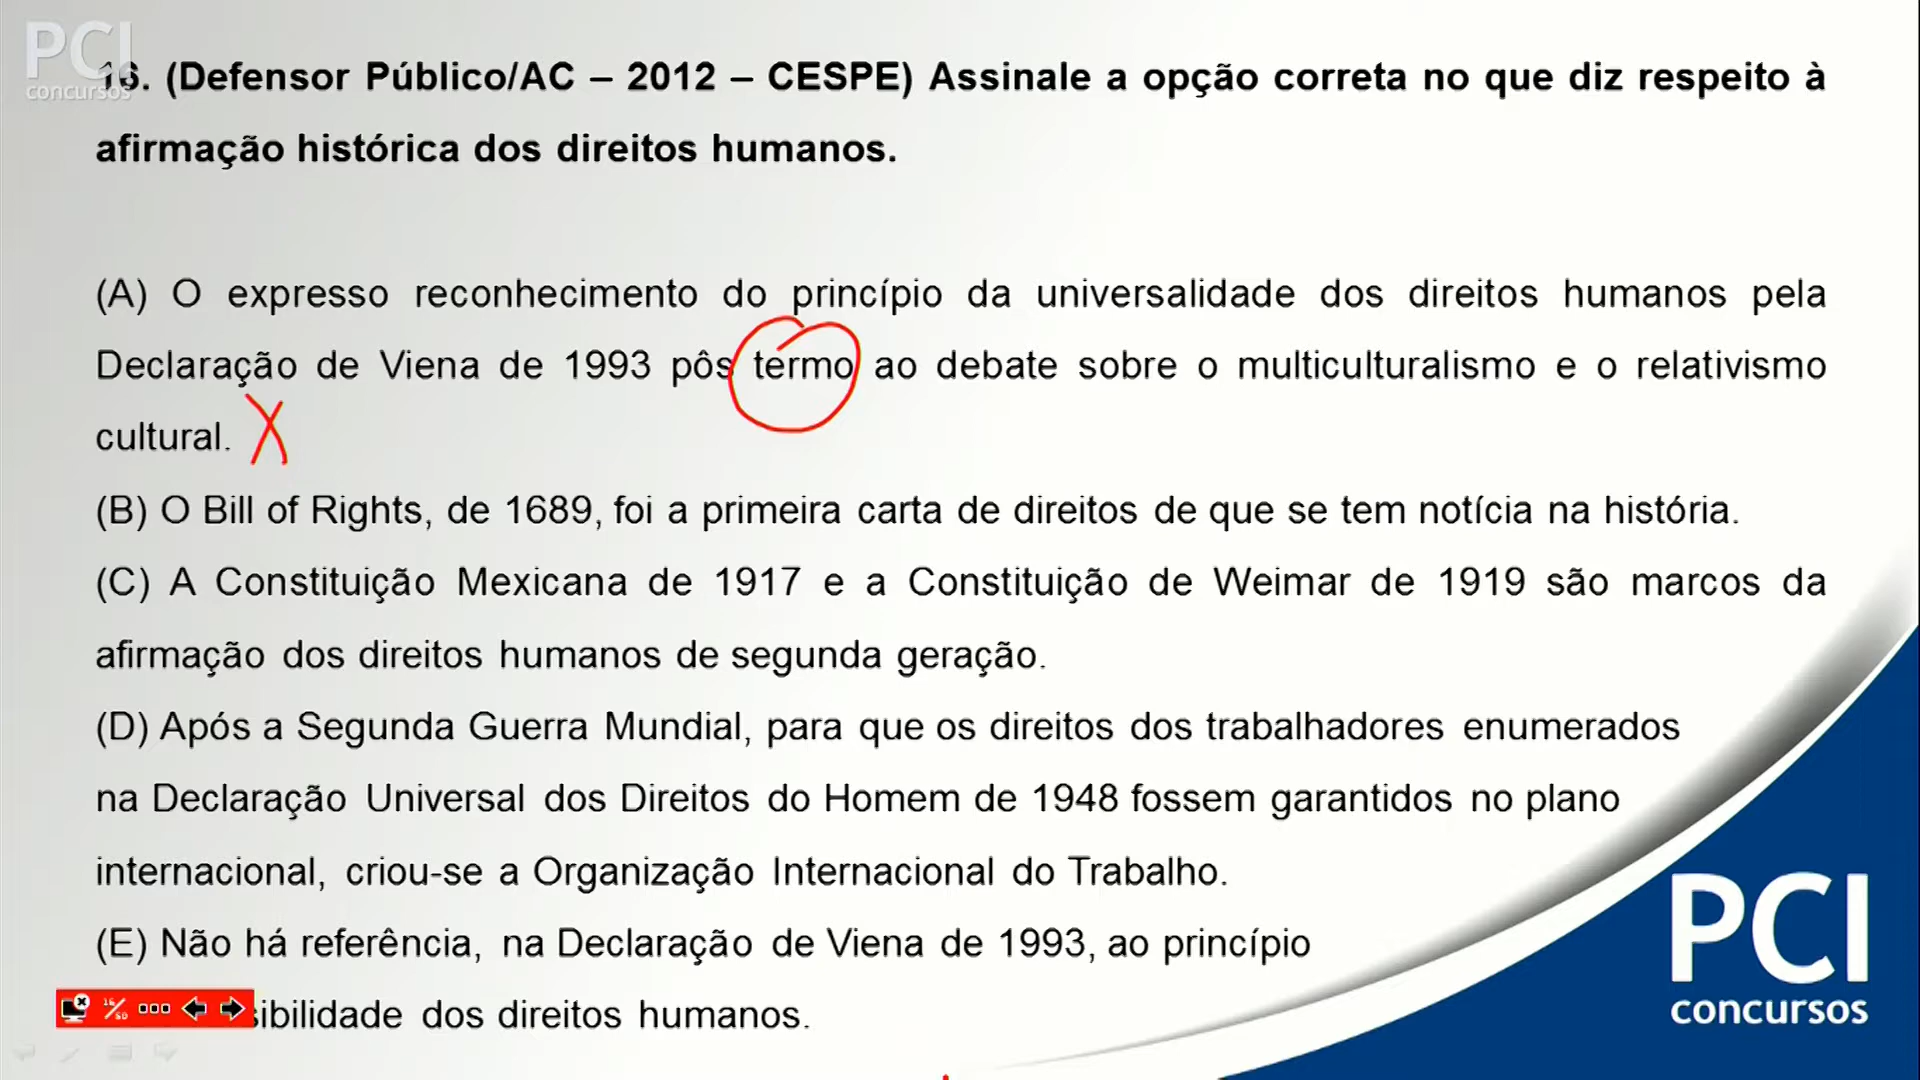 PCI
concursos
16. (Defensor Público/AC – 2012 – CESPE) Assinale a opção correta no que diz respeito à
afirmação histórica dos direitos humanos.
(A) O expresso reconhecimento do princípio da universalidade dos direitos humanos pela
Declaração de Viena de 1993 pôs termo ao debate sobre o multiculturalismo e o relativismo
cultural. X
(B) O Bill of Rights, de 1689, foi a primeira carta de direitos de que se tem notícia na história.
(C) A Constituição Mexicana de 1917 e a Constituição de Weimar de 1919 são marcos da
afirmação dos direitos humanos de segunda geração.
(D) Após a Segunda Guerra Mundial, para que os direitos dos trabalhadores enumerados
na Declaração Universal dos Direitos do Homem de 1948 fossem garantidos no plano
internacional, criou-se a Organização Internacional do Trabalho.
(E) Não há referência, na Declaração de Viena de 1993, ao princípio
sibilidade dos direitos humanos.
16/50
PCI
concursos